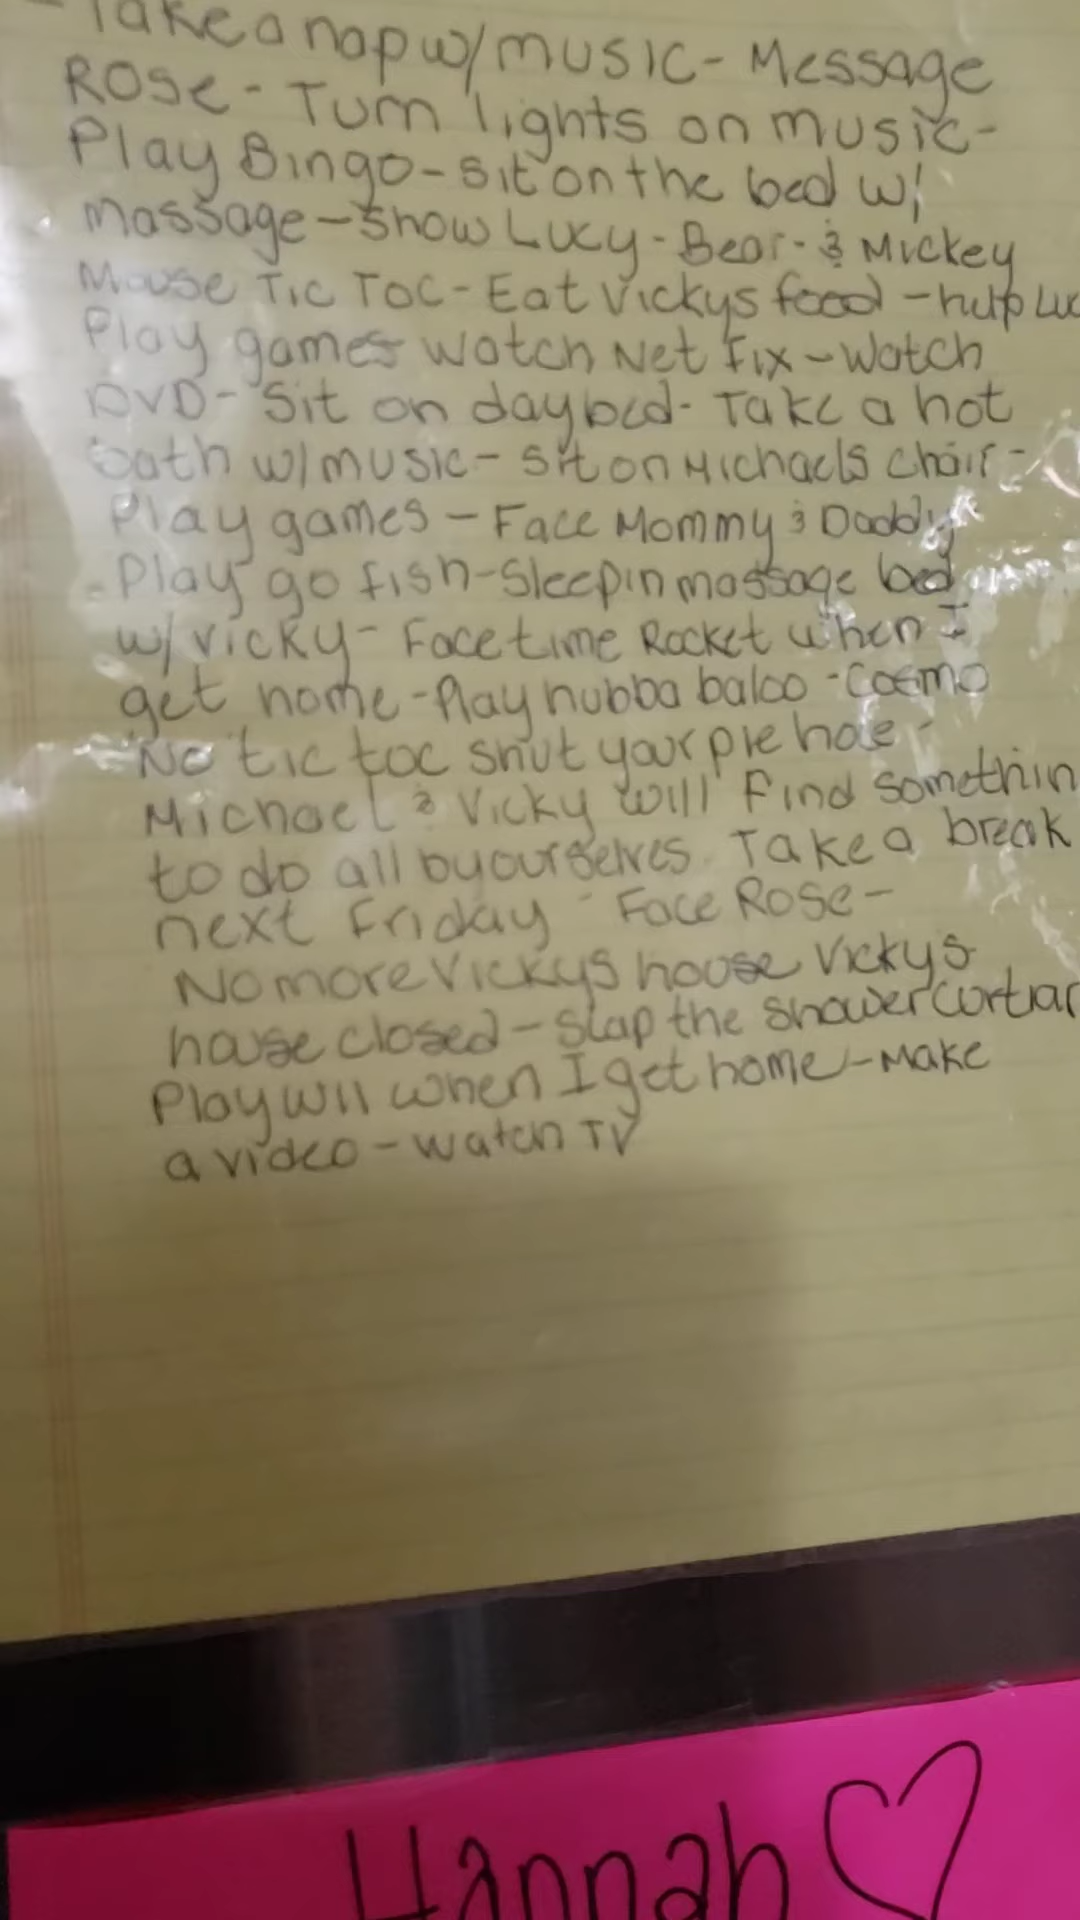 - Take a nap w/ music - Message
Rose - Turn lights on music -
Play Bingo - sit on the bed w/
massage - Show Lucy - Bear - & Mickey
Mouse Tic Toc - Eat Vickys food - help Luc
Play games watch Net Fix - Watch
DVD - Sit on daybed - Take a hot
bath w/ music - sit on Michaels chair -
Play games - Face Mommy & Daddy
- Play go fish - Sleep in massage bed
w/ Vicky - Facetime Rocket when I
get home - Play hubba baloo - Cosmo
No tic toc shut your pie hole -
Michael & Vicky will find somethin
to do all by ourselves. Take a break
next Friday - Face Rose -
No more Vickys house Vickys
house closed - Slap the shower curtian
Play wii when I get home - Make
a video - watch TV
Hannah